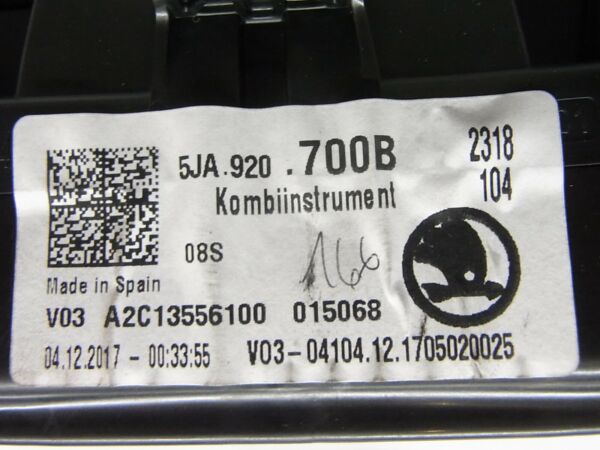 5JA.920 .700B 2318
Kombiinstrument 104
08S 166
Made in Spain
V03 A2C13556100 015068
04.12.2017 - 00:33:55 V03-04104.12.1705020025